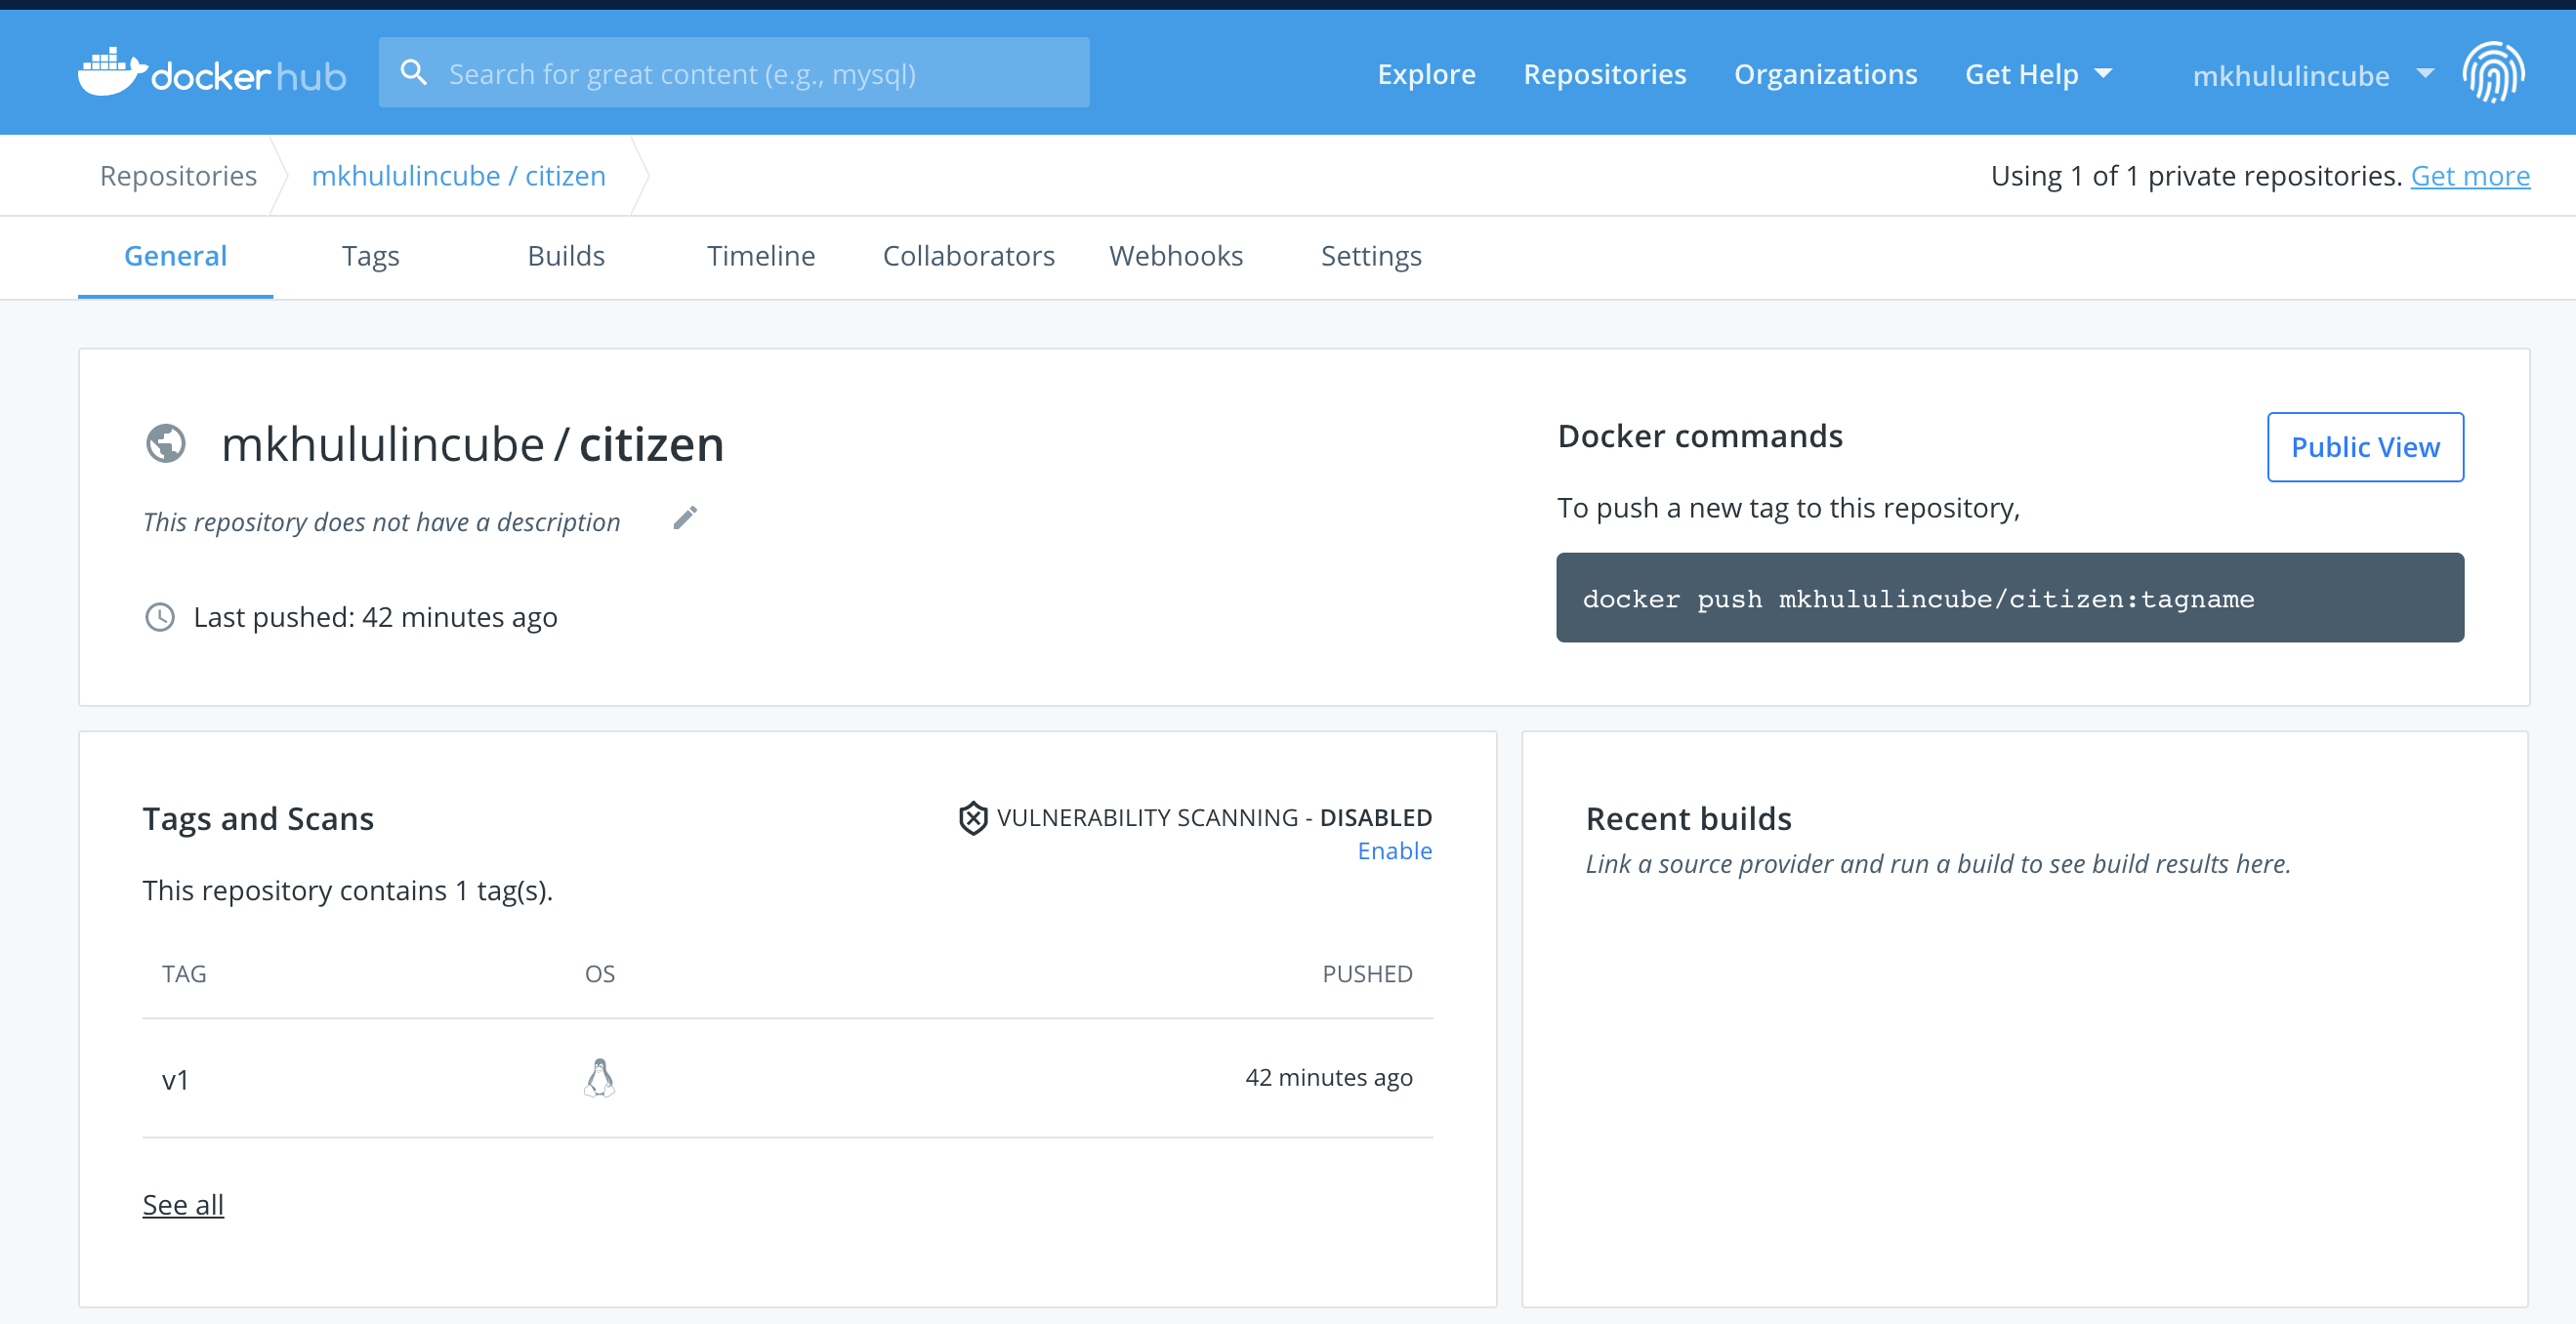 dockerhub
Search for great content (e.g., mysql)
Explore
Repositories
Organizations
Get Help
mkhululincube
Repositories
mkhululincube / citizen
Using 1 of 1 private repositories. Get more
General
Tags
Builds
Timeline
Collaborators
Webhooks
Settings
mkhululincube / citizen
This repository does not have a description
Last pushed: 42 minutes ago
Docker commands
Public View
To push a new tag to this repository,
docker push mkhululincube/citizen:tagname
Tags and Scans
VULNERABILITY SCANNING - DISABLED
Enable
This repository contains 1 tag(s).
TAG
OS
PUSHED
v1
42 minutes ago
See all
Recent builds
Link a source provider and run a build to see build results here.